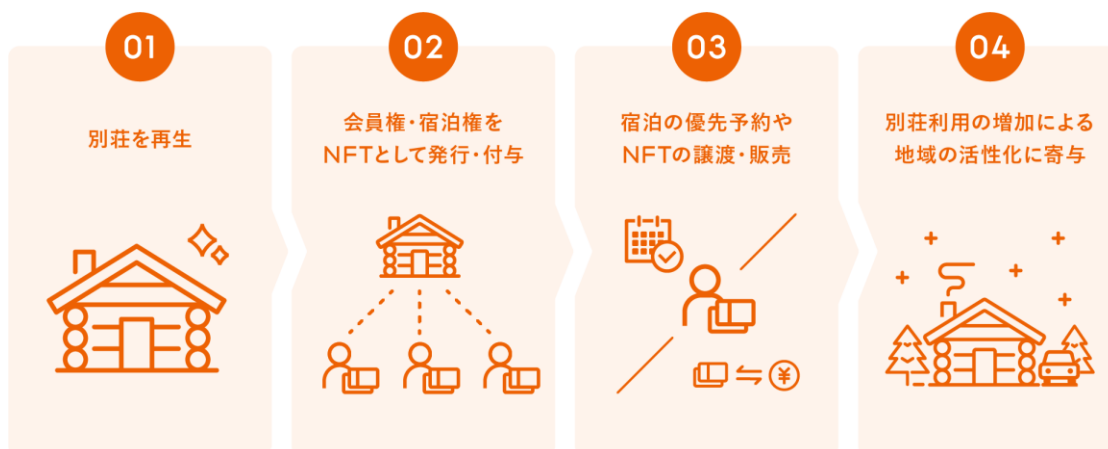 01
別荘を再生
02
会員権・宿泊権を
NFTとして発行・付与
03
宿泊の優先予約や
NFTの譲渡・販売
¥
04
別荘利用の増加による
地域の活性化に寄与